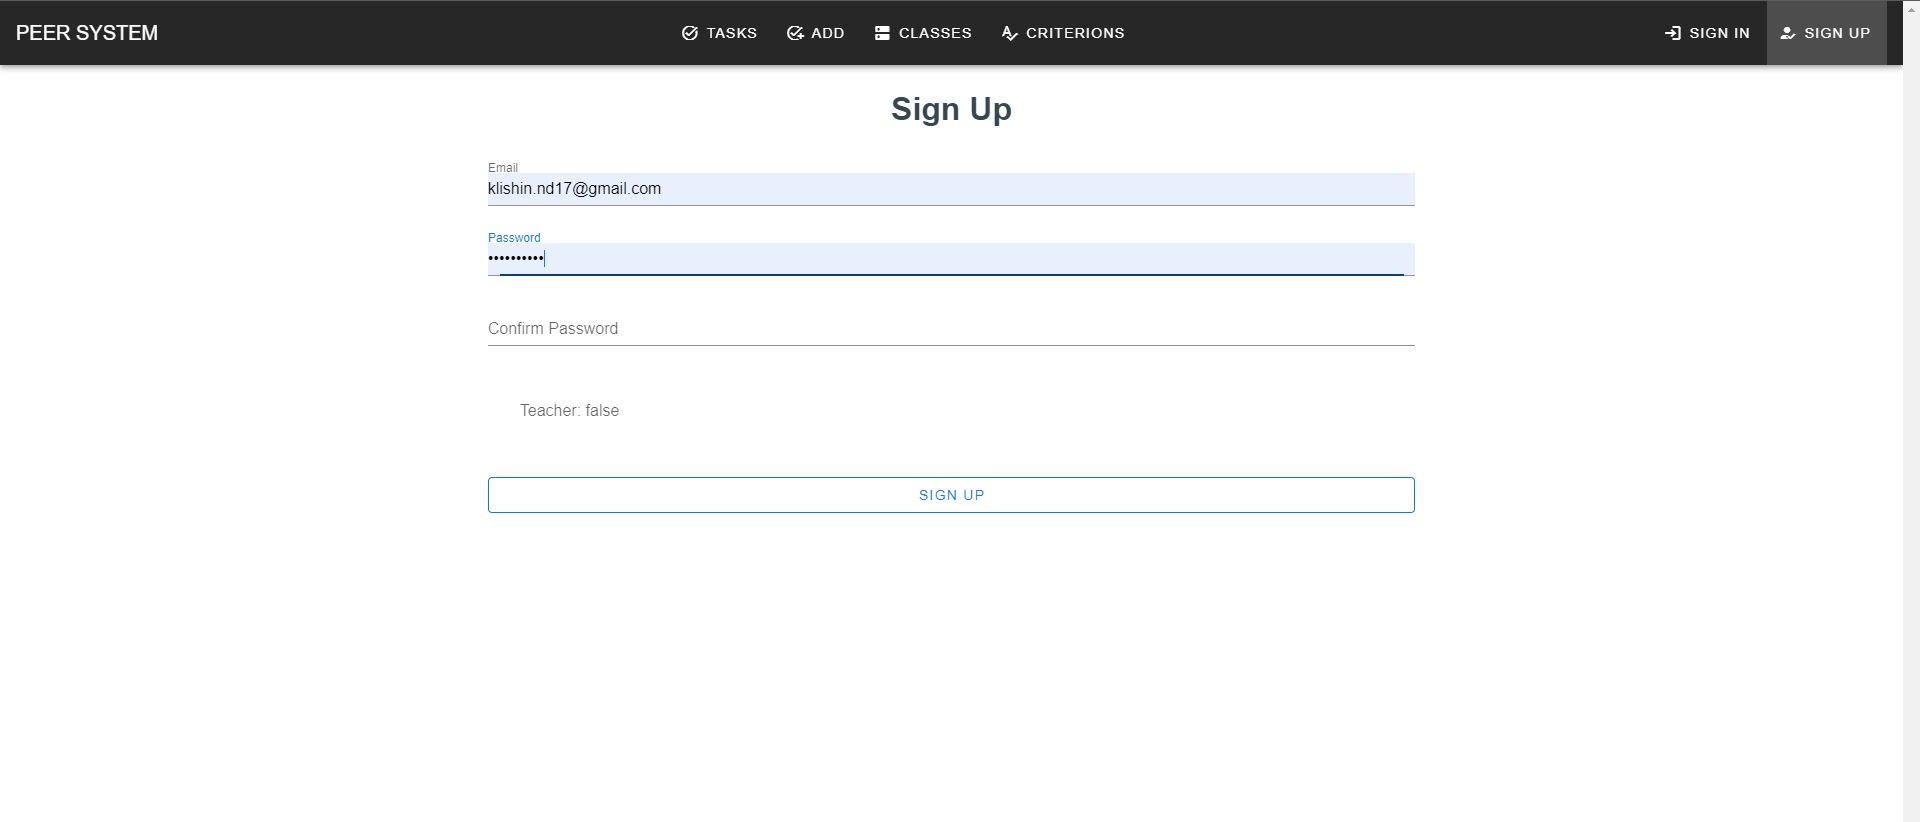 PEER SYSTEM
TASKS
ADD
CLASSES
CRITERIONS
SIGN IN
SIGN UP
Sign Up
Email
klishin.nd17@gmail.com
Password
••••••••••
Confirm Password
Teacher: false
SIGN UP